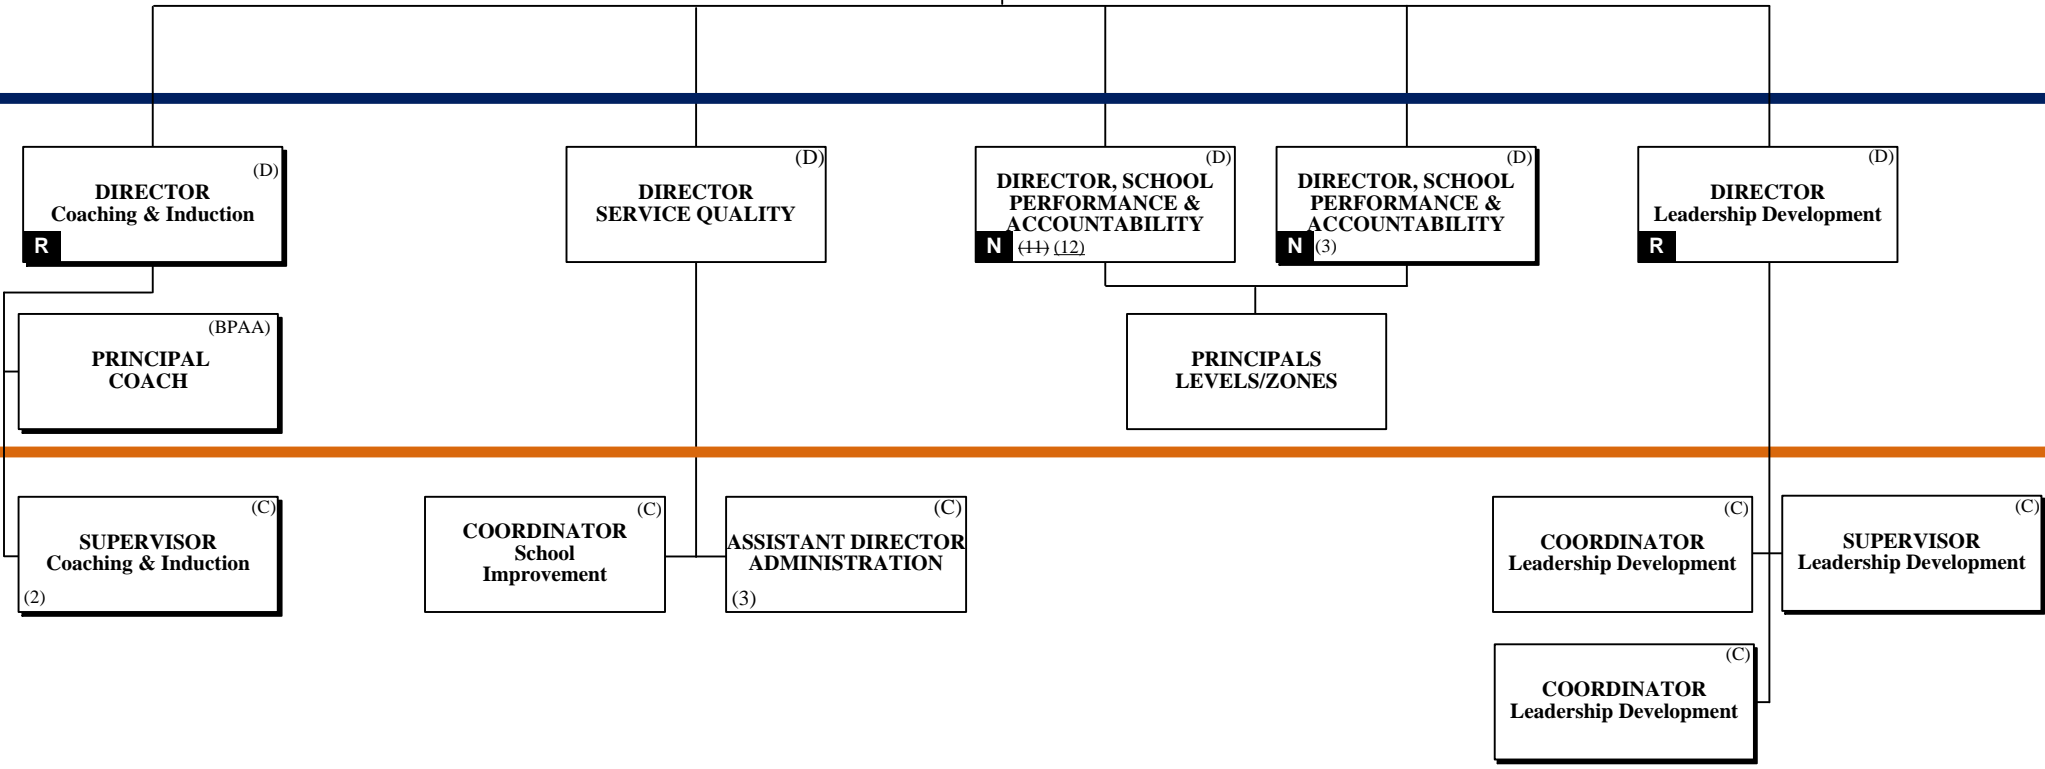 (D)
DIRECTOR
Coaching & Induction
R
(D)
DIRECTOR
SERVICE QUALITY
(D)
DIRECTOR, SCHOOL
PERFORMANCE &
ACCOUNTABILITY
N (11) (12)
(D)
DIRECTOR, SCHOOL
PERFORMANCE &
ACCOUNTABILITY
N (3)
(D)
DIRECTOR
Leadership Development
R
(BPAA)
PRINCIPAL
COACH
PRINCIPALS
LEVELS/ZONES
(C)
SUPERVISOR
Coaching & Induction
(2)
(C)
COORDINATOR
School
Improvement
(C)
ASSISTANT DIRECTOR
ADMINISTRATION
(3)
(C)
COORDINATOR
Leadership Development
(C)
SUPERVISOR
Leadership Development
(C)
COORDINATOR
Leadership Development